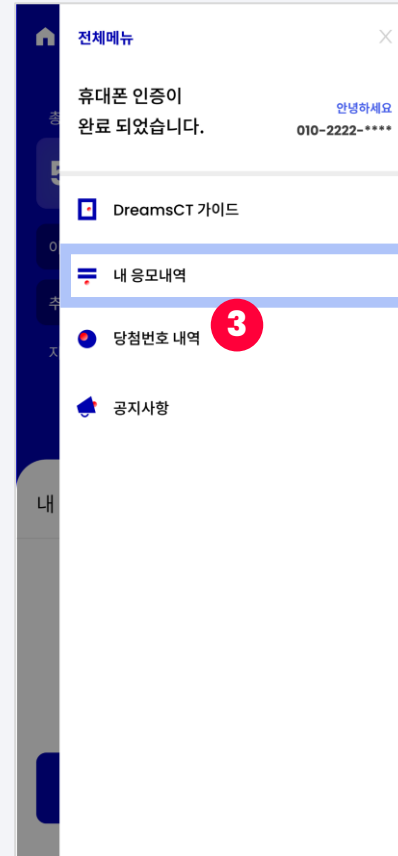 전체메뉴
휴대폰 인증이
완료 되었습니다.
안녕하세요
010-2222-****
DreamsCT 가이드
내 응모내역
3
당첨번호 내역
공지사항
내